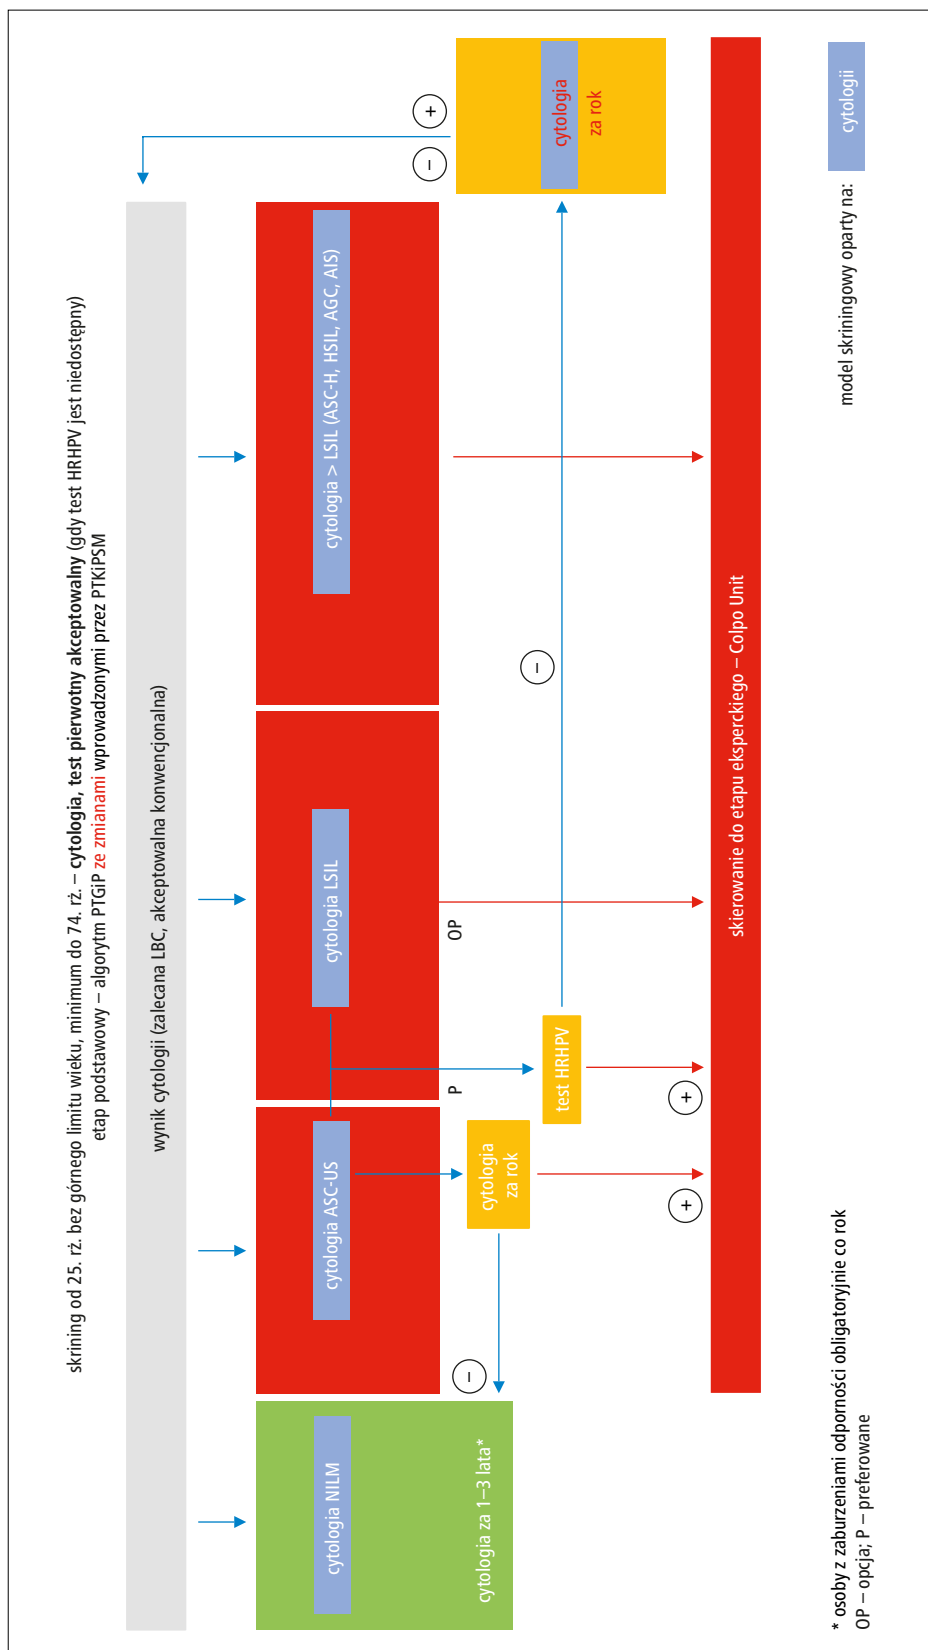 skrining od 25. rż. bez górnego limitu wieku, minimum do 74. rż. – cytologia, test pierwotny akceptowalny (gdy test HRHPV jest niedostępny)
etap podstawowy – algorytm PTGiP ze zmianami wprowadzonymi przez PTKiPSM
wynik cytologii (zalecana LBC, akceptowalna konwencjonalna)
cytologia NILM
cytologia za 1–3 lata*
cytologia ASC-US
cytologia LSIL
cytologia > LSIL (ASC-H, HSIL, AGC, AIS)
–
+
–
P
OP
cytologia
za rok
test HRHPV
–
cytologia
za rok
+
+
skierowanie do etapu eksperckiego – Colpo Unit
* osoby z zaburzeniami odporności obligatoryjnie co rok
OP – opcja; P – preferowane
model skriningowy oparty na:
cytologii